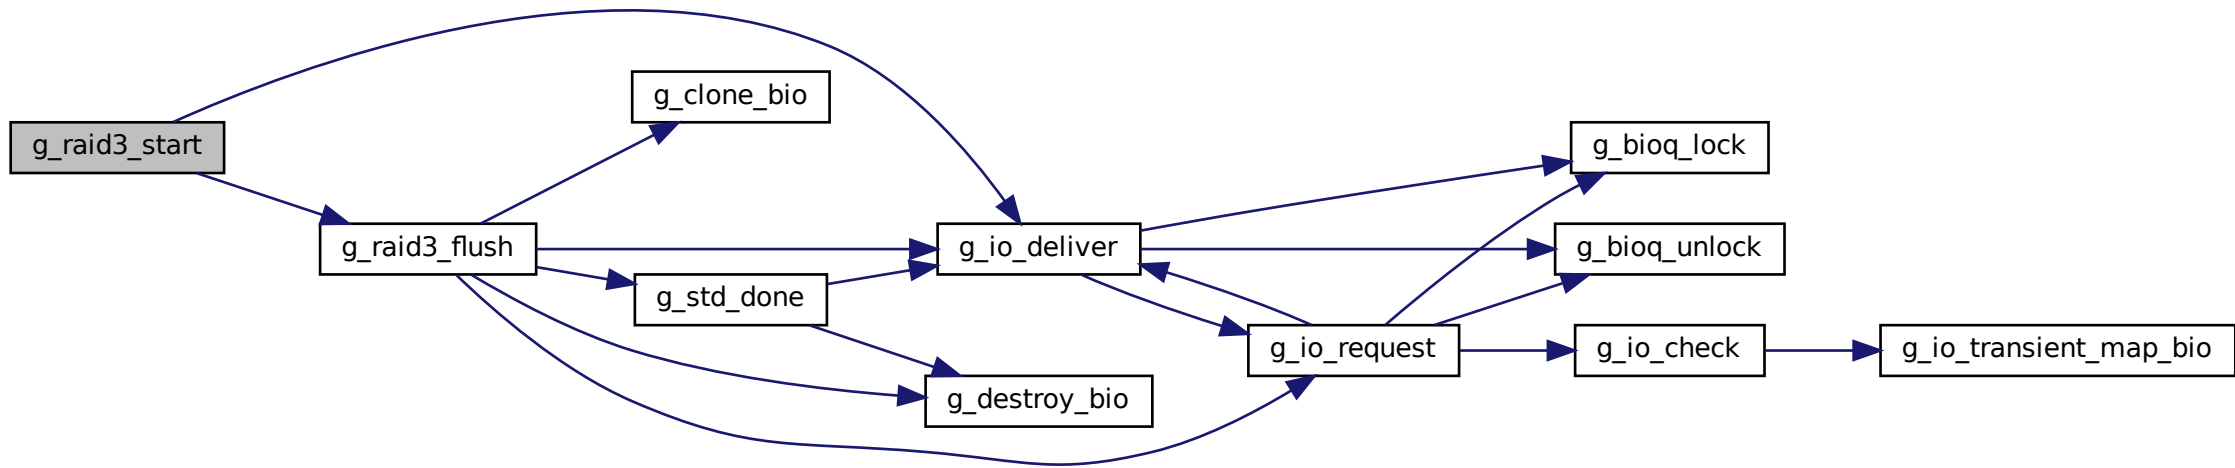 g_raid3_start
g_raid3_flush
g_clone_bio
g_std_done
g_io_deliver
g_destroy_bio
g_io_request
g_bioq_lock
g_bioq_unlock
g_io_check
g_io_transient_map_bio